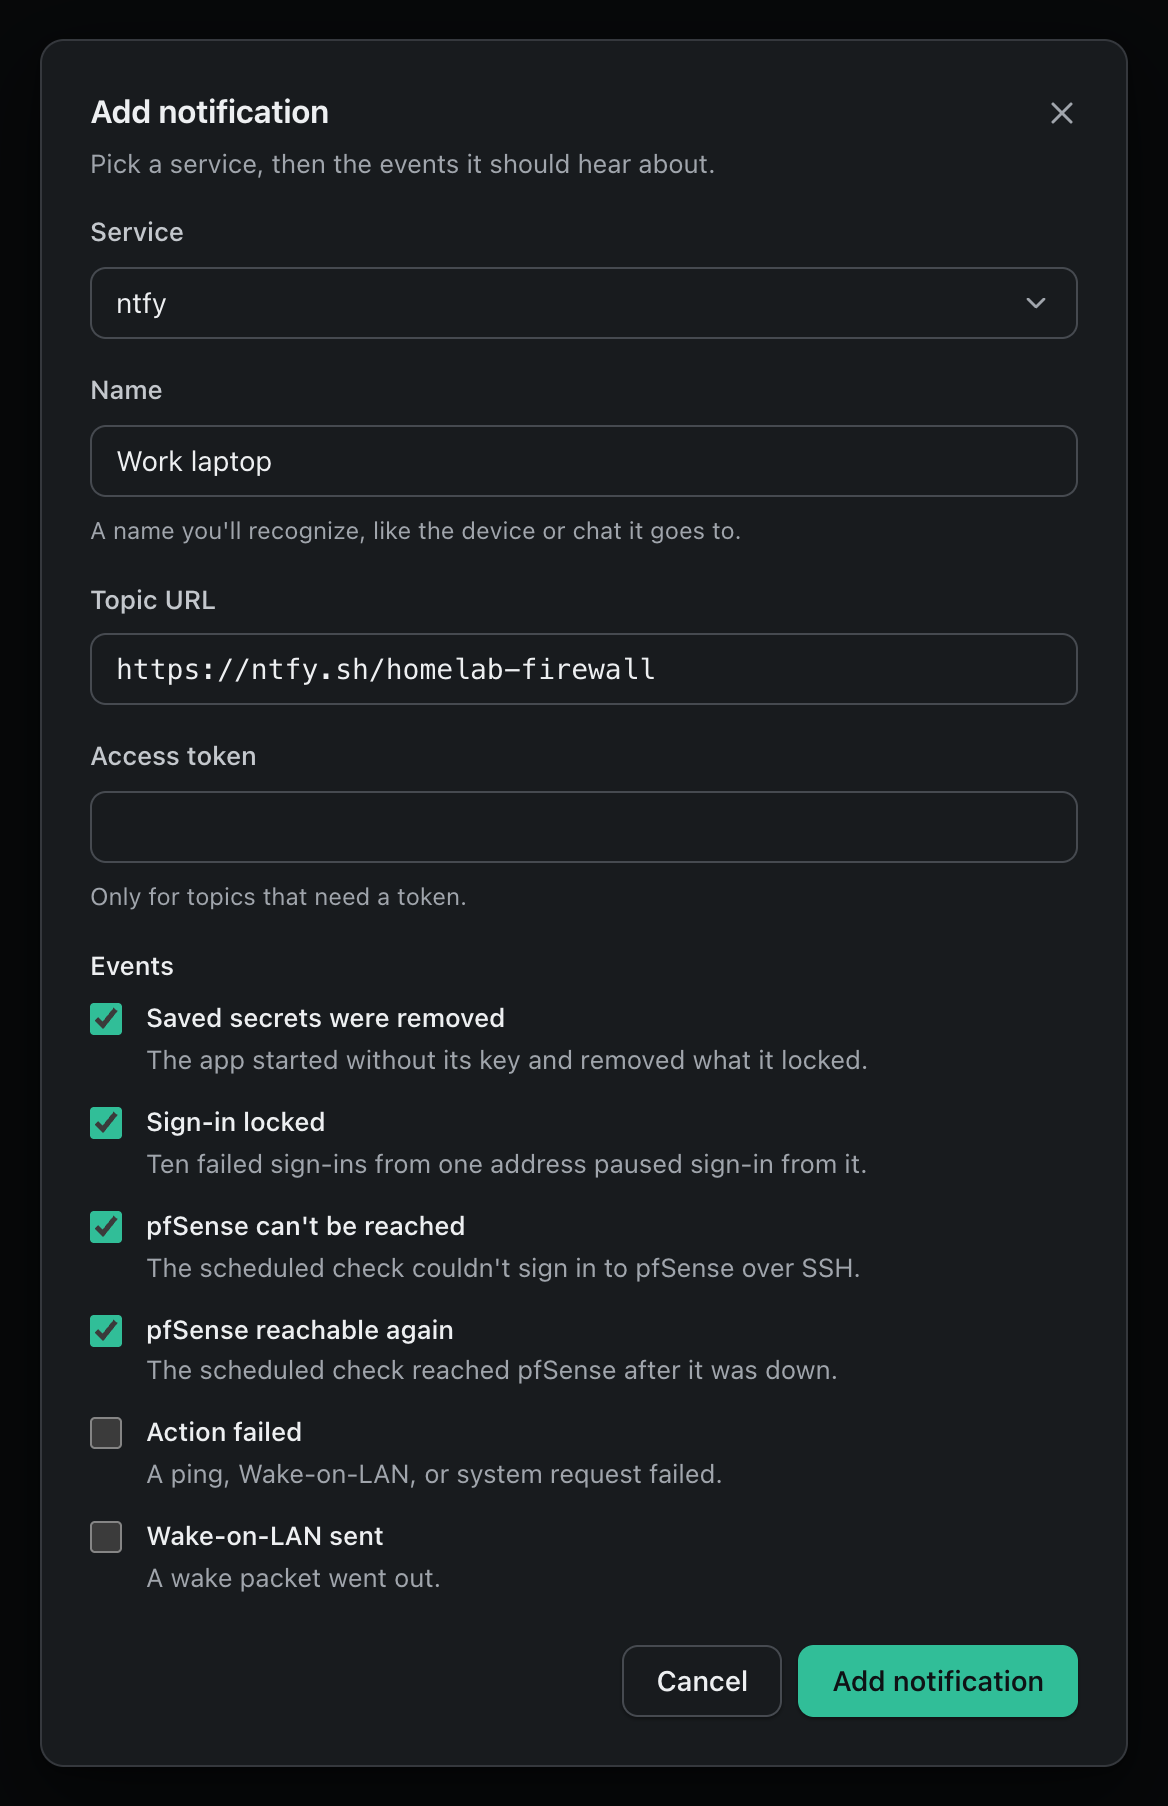 Add notification
Pick a service, then the events it should hear about.
Service
ntfy
Name
Work laptop
A name you'll recognize, like the device or chat it goes to.
Topic URL
https://ntfy.sh/homelab-firewall
Access token
Only for topics that need a token.
Events
Saved secrets were removed
The app started without its key and removed what it locked.
Sign-in locked
Ten failed sign-ins from one address paused sign-in from it.
pfSense can't be reached
The scheduled check couldn't sign in to pfSense over SSH.
pfSense reachable again
The scheduled check reached pfSense after it was down.
Action failed
A ping, Wake-on-LAN, or system request failed.
Wake-on-LAN sent
A wake packet went out.
Cancel
Add notification